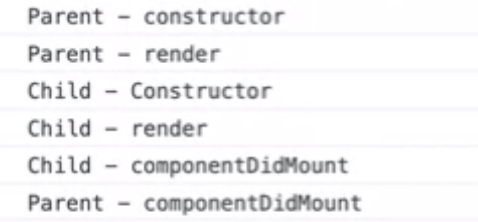 Parent – constructor
Parent – render
Child – Constructor
Child – render
Child – componentDidMount
Parent – componentDidMount